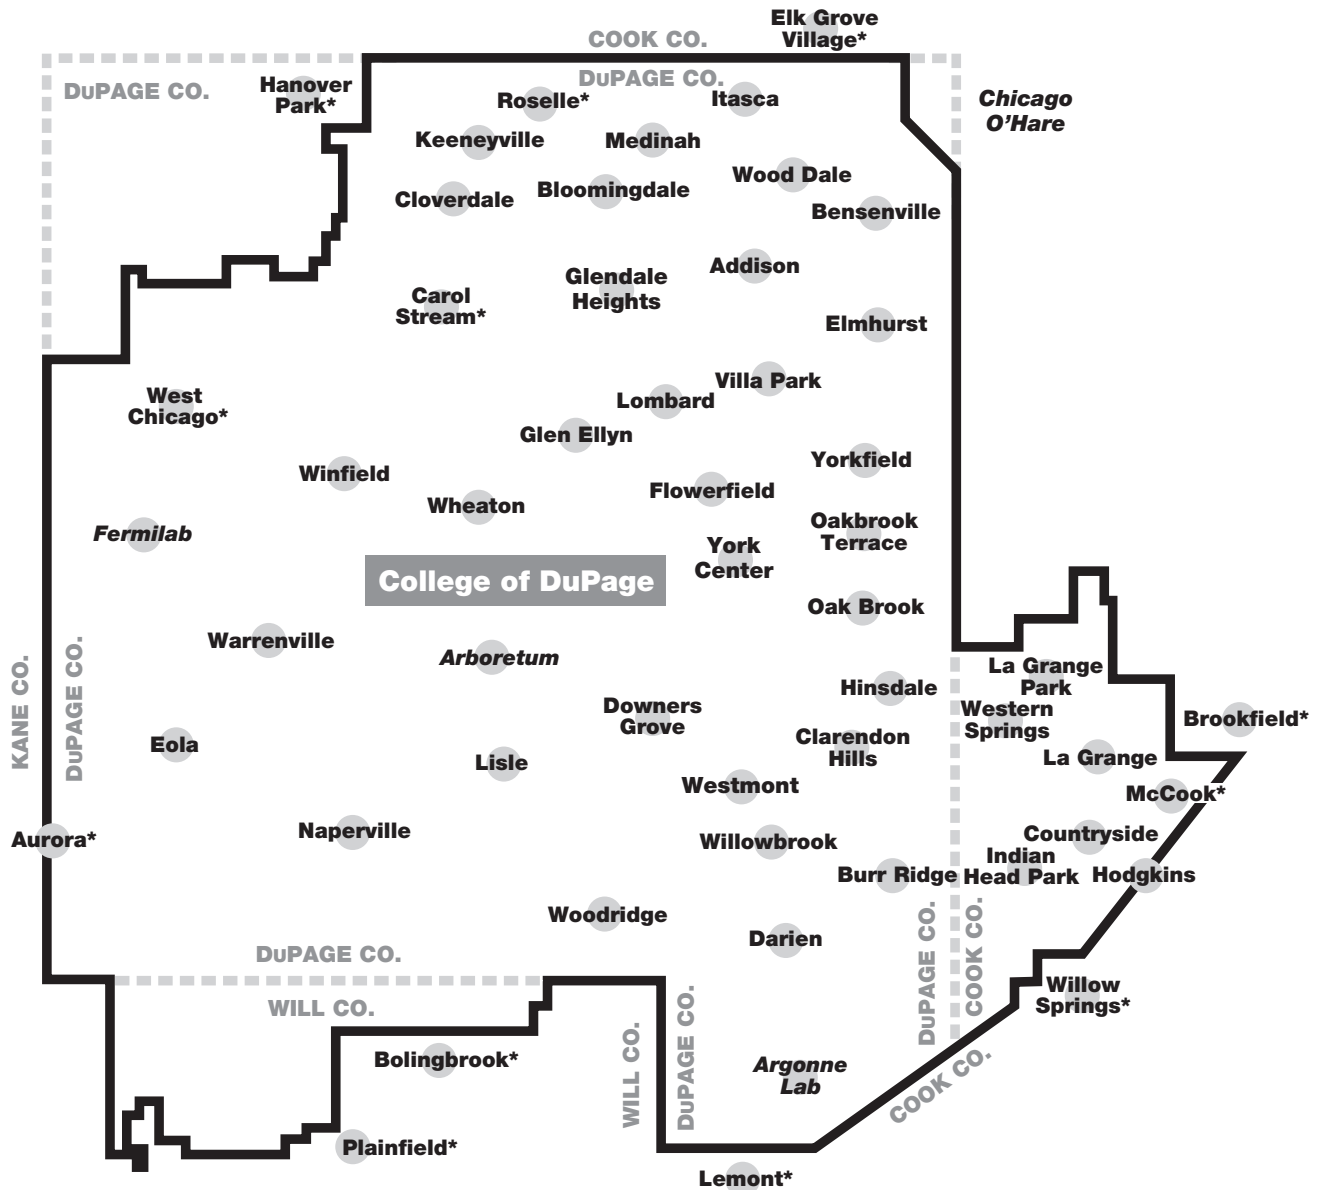 Elk Grove
Village*
COOK CO.
DuPAGE CO.
DuPAGE CO.
Hanover
Park*
Roselle*
Itasca
Chicago
O'Hare
Keeneyville
Medinah
Wood Dale
Cloverdale
Bloomingdale
Bensenville
Addison
Glendale
Heights
Carol
Stream*
Elmhurst
Villa Park
West
Chicago*
Lombard
Glen Ellyn
Yorkfield
Winfield
Flowerfield
Wheaton
Fermilab
Oakbrook
Terrace
York
Center
College of DuPage
Oak Brook
Warrenville
Arboretum
KANE CO.
DuPAGE CO.
La Grange
Park
Hinsdale
Downers
Grove
Western
Springs
Brookfield*
Eola
Clarendon
Hills
Lisle
La Grange
Westmont
McCook*
Aurora*
Naperville
Willowbrook
Countryside
Indian
Head Park
Burr Ridge
Hodgkins
Woodridge
Darien
DuPAGE CO.
COOK CO.
DuPAGE CO.
WILL CO.
Willow
Springs*
WILL CO.
DuPAGE CO.
Bolingbrook*
Argonne
Lab
COOK CO.
Plainfield*
Lemont*